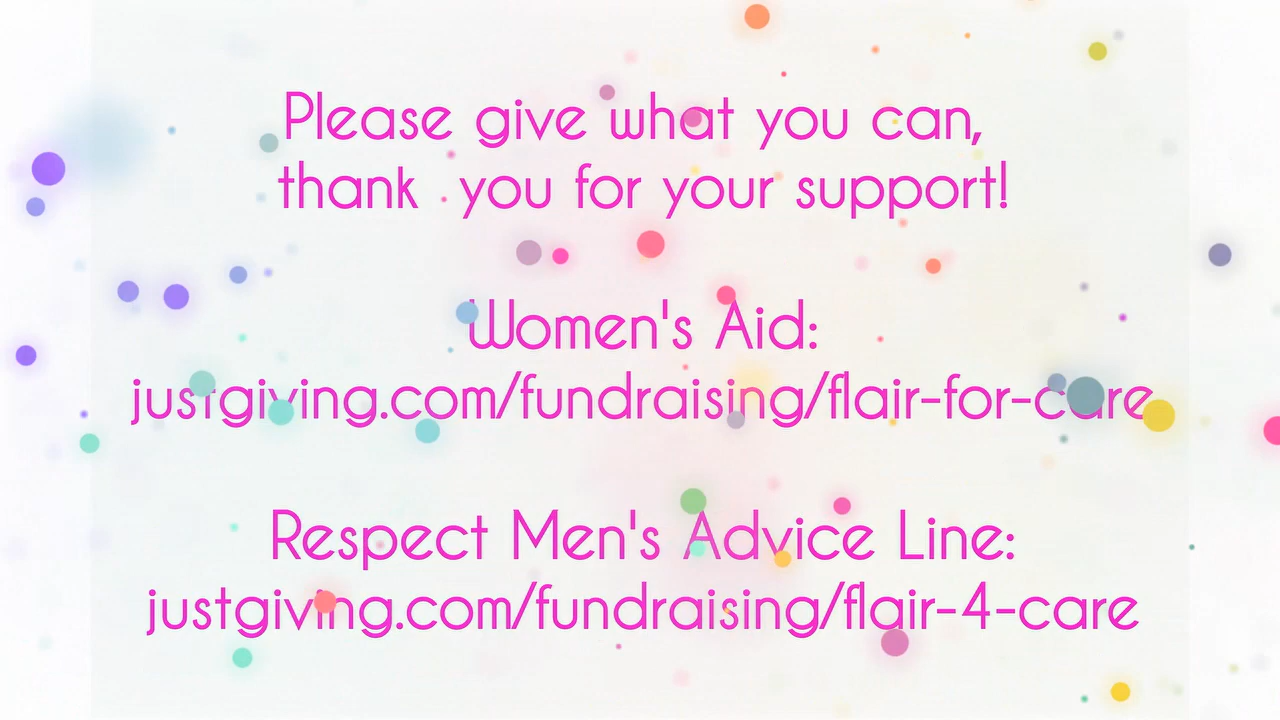 Please give what you can,
thank you for your support!
Women's Aid:
justgiving.com/fundraising/flair-for-care
Respect Men's Advice Line:
justgiving.com/fundraising/flair-4-care